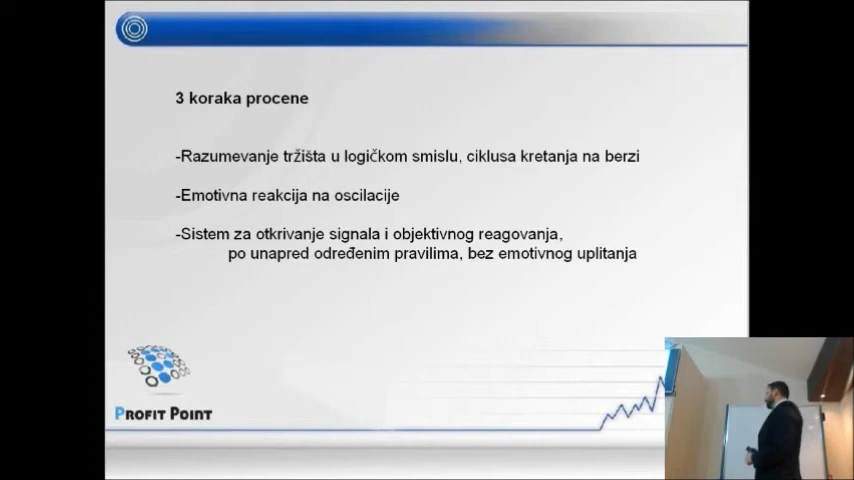 3 koraka procene
-Razumevanje tržišta u logičkom smislu, ciklusa kretanja na berzi
-Emotivna reakcija na oscilacije
-Sistem za otkrivanje signala i objektivnog reagovanja,
po unapred određenim pravilima, bez emotivnog uplitanja
PROFIT POINT